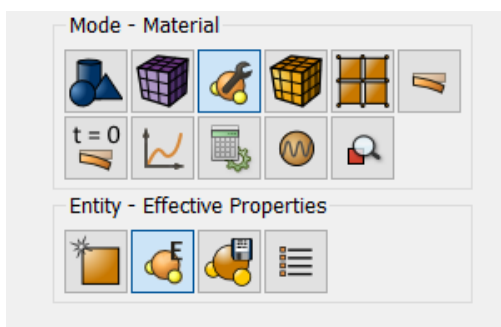 Mode - Material
t = 0
Entity - Effective Properties
E